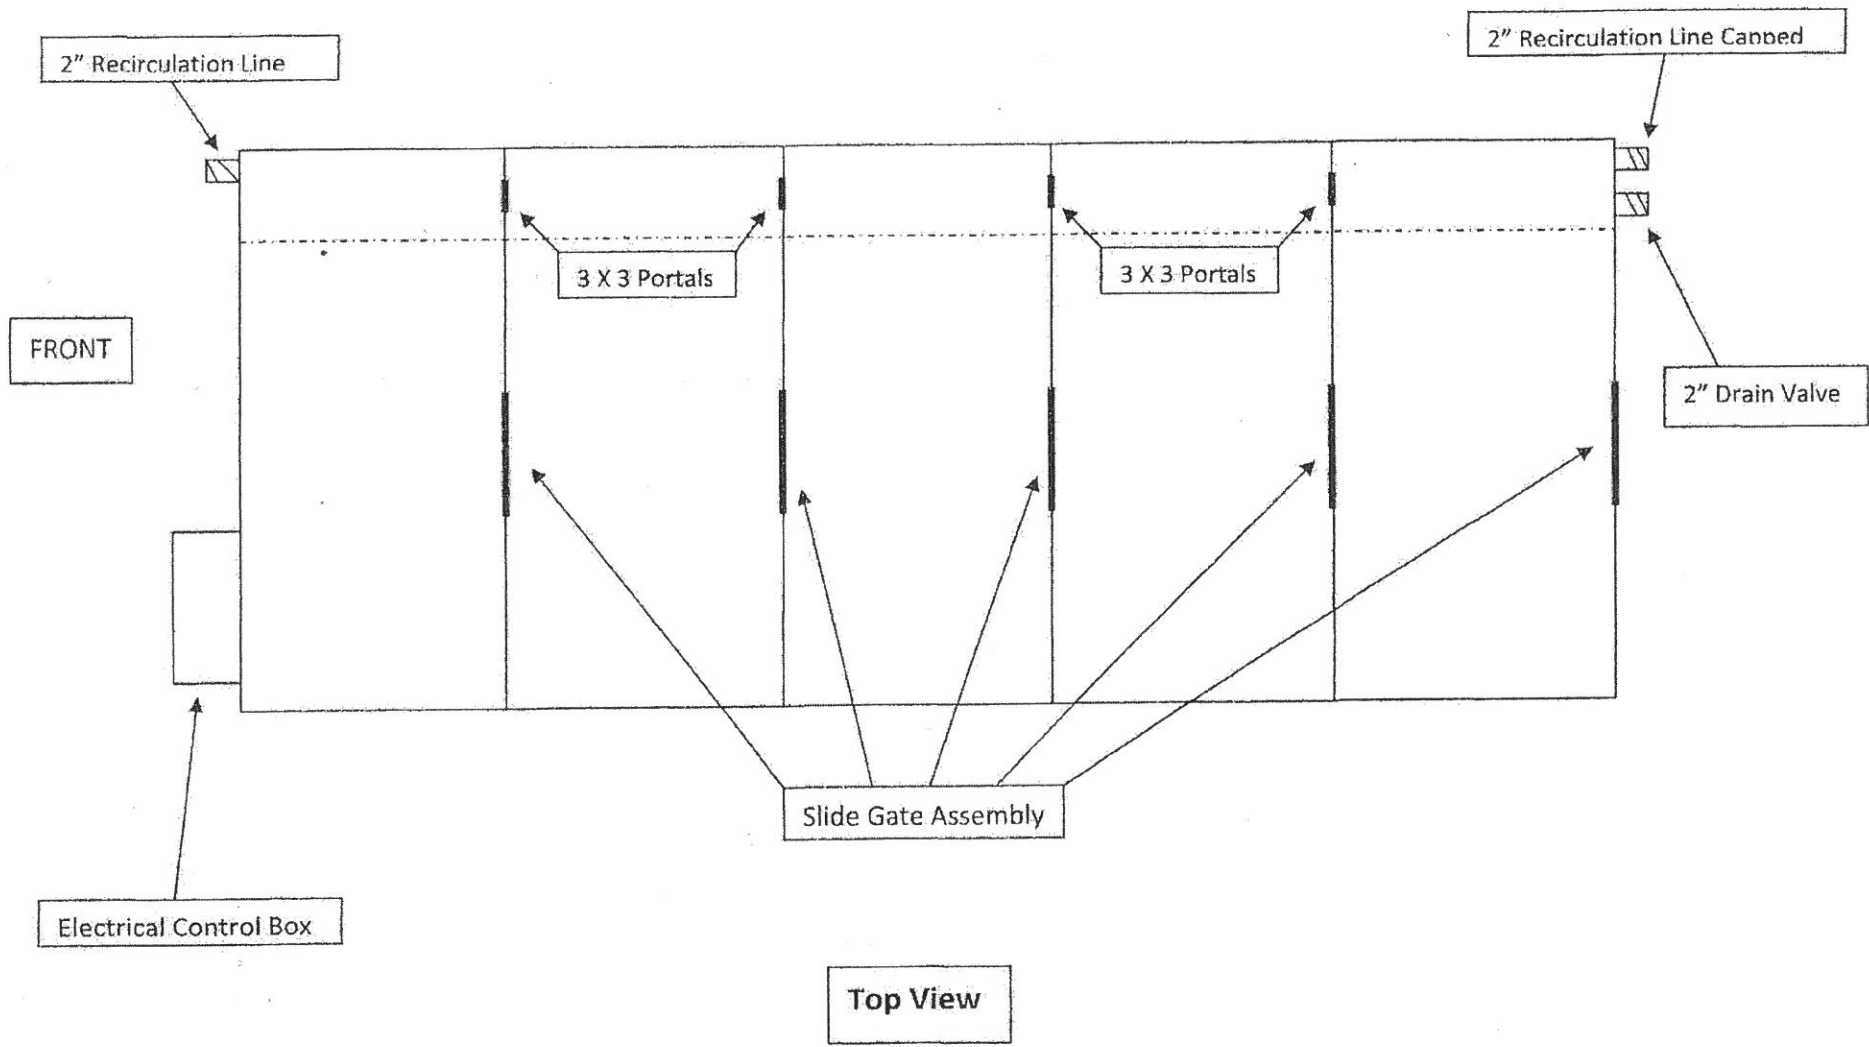 2" Recirculation Line
2" Recirculation Line Capped
3 X 3 Portals
3 X 3 Portals
FRONT
2" Drain Valve
Slide Gate Assembly
Electrical Control Box
Top View